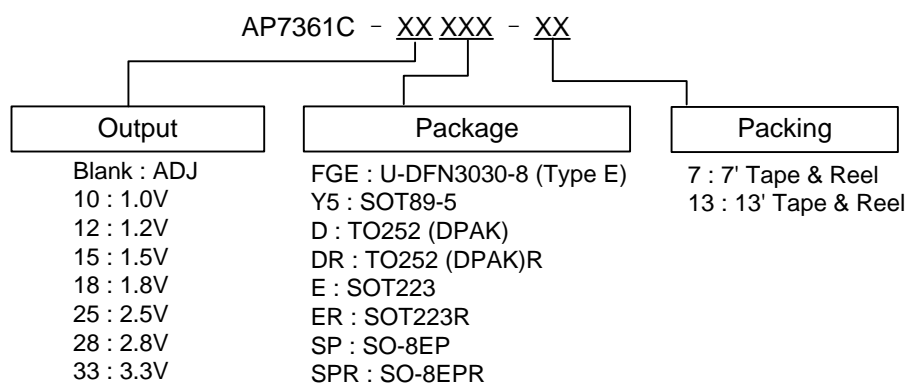 AP7361C - XX XXX - XX
Output
Blank : ADJ
10 : 1.0V
12 : 1.2V
15 : 1.5V
18 : 1.8V
25 : 2.5V
28 : 2.8V
33 : 3.3V
Package
FGE : U-DFN3030-8 (Type E)
Y5 : SOT89-5
D : TO252 (DPAK)
DR : TO252 (DPAK)R
E : SOT223
ER : SOT223R
SP : SO-8EP
SPR : SO-8EPR
Packing
7 : 7' Tape & Reel
13 : 13' Tape & Reel